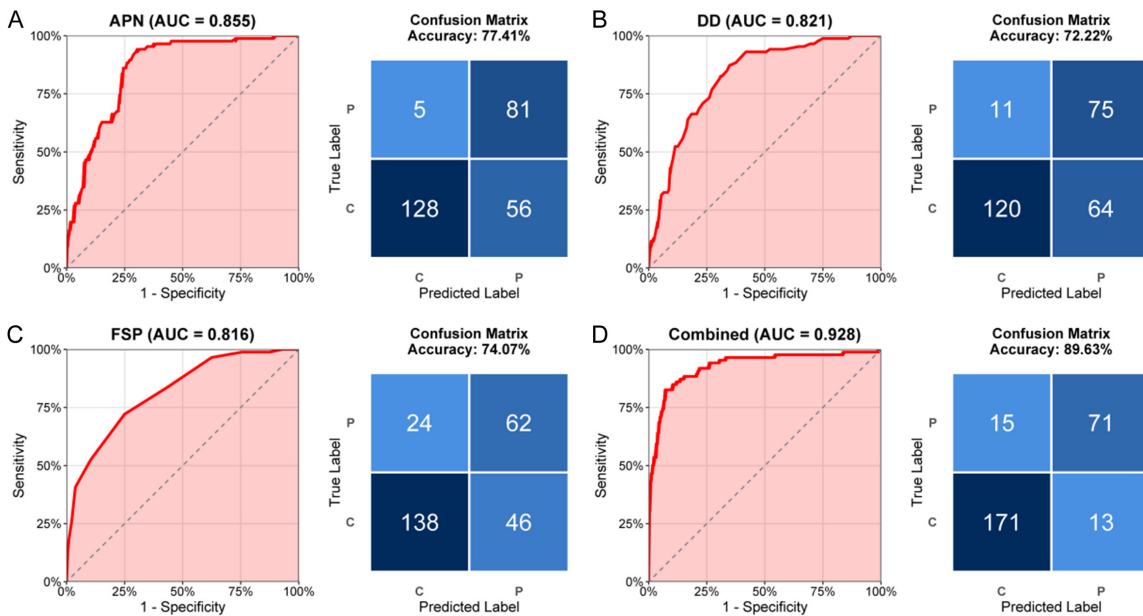 A
APN (AUC = 0.855)
100%
75%
50%
25%
0%
Sensitivity
0% 25% 50% 75% 100%
1 - Specificity
Confusion Matrix
Accuracy: 77.41%
True Label
P
5 81
C
128 56
C P
Predicted Label
B
DD (AUC = 0.821)
100%
75%
50%
25%
0%
Sensitivity
0% 25% 50% 75% 100%
1 - Specificity
Confusion Matrix
Accuracy: 72.22%
True Label
P
11 75
C
120 64
C P
Predicted Label
C
FSP (AUC = 0.816)
100%
75%
50%
25%
0%
Sensitivity
0% 25% 50% 75% 100%
1 - Specificity
Confusion Matrix
Accuracy: 74.07%
True Label
P
24 62
C
138 46
C P
Predicted Label
D
Combined (AUC = 0.928)
100%
75%
50%
25%
0%
Sensitivity
0% 25% 50% 75% 100%
1 - Specificity
Confusion Matrix
Accuracy: 89.63%
True Label
P
15 71
C
171 13
C P
Predicted Label